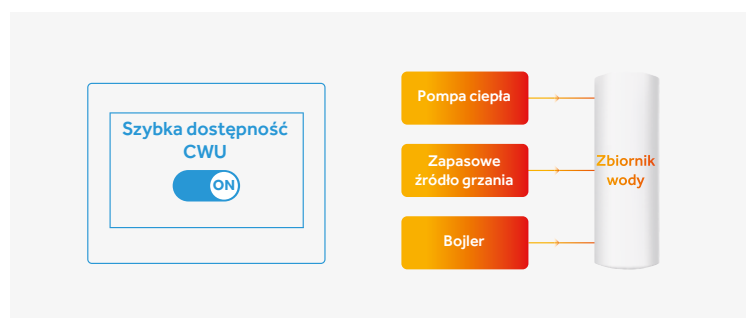 Szybka dostępność
CWU
ON
Pompa ciepła
Zapasowe
źródło grzania
Bojler
Zbiornik
wody